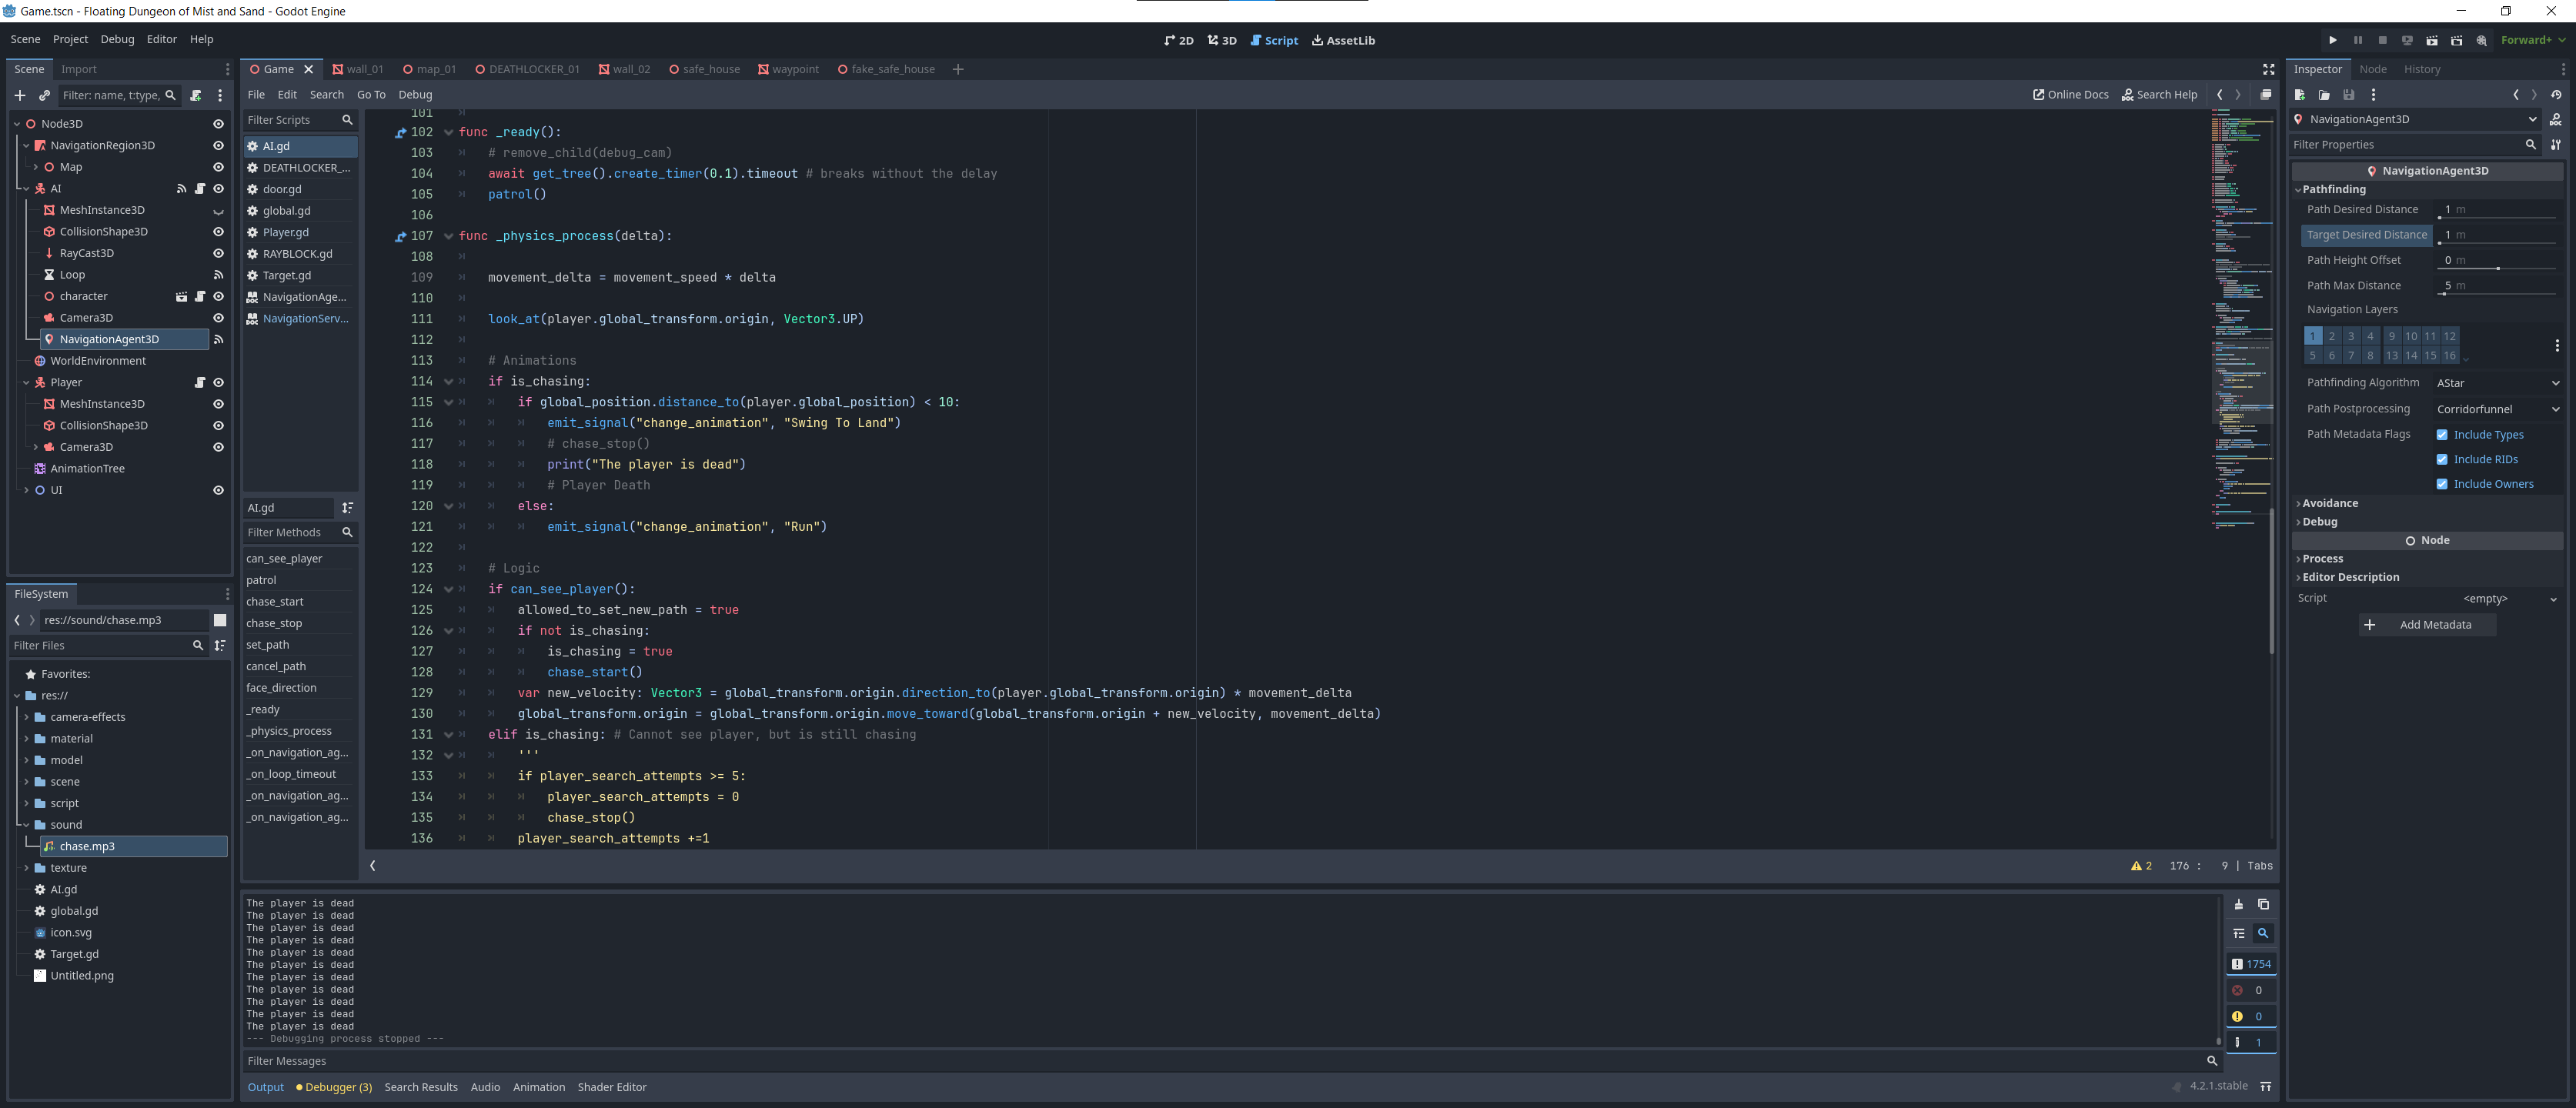 Game.tscn - Floating Dungeon of Mist and Sand - Godot Engine
Scene Project Debug Editor Help
2D 3D Script AssetLib
Forward+
Scene Import
Filter: name, t:type,
Node3D
NavigationRegion3D
Map
AI
MeshInstance3D
CollisionShape3D
RayCast3D
Loop
character
Camera3D
NavigationAgent3D
WorldEnvironment
Player
MeshInstance3D
CollisionShape3D
Camera3D
AnimationTree
UI
FileSystem
res://sound/chase.mp3
Filter Files
Favorites:
res://
camera-effects
material
model
scene
script
sound
chase.mp3
texture
AI.gd
global.gd
icon.svg
Target.gd
Untitled.png
Game wall_01 map_01 DEATHLOCKER_01 wall_02 safe_house waypoint fake_safe_house
File Edit Search Go To Debug
Online Docs Search Help
Filter Scripts
AI.gd
DEATHLOCKER_...
door.gd
global.gd
Player.gd
RAYBLOCK.gd
Target.gd
NavigationAge...
NavigationServ...
AI.gd
Filter Methods
can_see_player
patrol
chase_start
chase_stop
set_path
cancel_path
face_direction
_ready
_physics_process
_on_navigation_ag...
_on_loop_timeout
_on_navigation_ag...
_on_navigation_ag...
101
102 func _ready():
103 # remove_child(debug_cam)
104 await get_tree().create_timer(0.1).timeout # breaks without the delay
105 patrol()
106
107 func _physics_process(delta):
108
109 movement_delta = movement_speed * delta
110
111 look_at(player.global_transform.origin, Vector3.UP)
112
113 # Animations
114 if is_chasing:
115 if global_position.distance_to(player.global_position) < 10:
116 emit_signal("change_animation", "Swing To Land")
117 # chase_stop()
118 print("The player is dead")
119 # Player Death
120 else:
121 emit_signal("change_animation", "Run")
122
123 # Logic
124 if can_see_player():
125 allowed_to_set_new_path = true
126 if not is_chasing:
127 is_chasing = true
128 chase_start()
129 var new_velocity: Vector3 = global_transform.origin.direction_to(player.global_transform.origin) * movement_delta
130 global_transform.origin = global_transform.origin.move_toward(global_transform.origin + new_velocity, movement_delta)
131 elif is_chasing: # Cannot see player, but is still chasing
132 '''
133 if player_search_attempts >= 5:
134 player_search_attempts = 0
135 chase_stop()
136 player_search_attempts +=1
2 176 : 9 | Tabs
The player is dead
The player is dead
The player is dead
The player is dead
The player is dead
The player is dead
The player is dead
The player is dead
The player is dead
The player is dead
The player is dead
--- Debugging process stopped ---
Filter Messages
1754
0
0
1
Output Debugger (3) Search Results Audio Animation Shader Editor
4.2.1.stable
Inspector Node History
NavigationAgent3D
Filter Properties
NavigationAgent3D
Pathfinding
Path Desired Distance 1 m
Target Desired Distance 1 m
Path Height Offset 0 m
Path Max Distance 5 m
Navigation Layers
1 2 3 4 9 10 11 12
5 6 7 8 13 14 15 16
Pathfinding Algorithm AStar
Path Postprocessing Corridorfunnel
Path Metadata Flags Include Types
Include RIDs
Include Owners
Avoidance
Debug
Node
Process
Editor Description
Script <empty>
Add Metadata